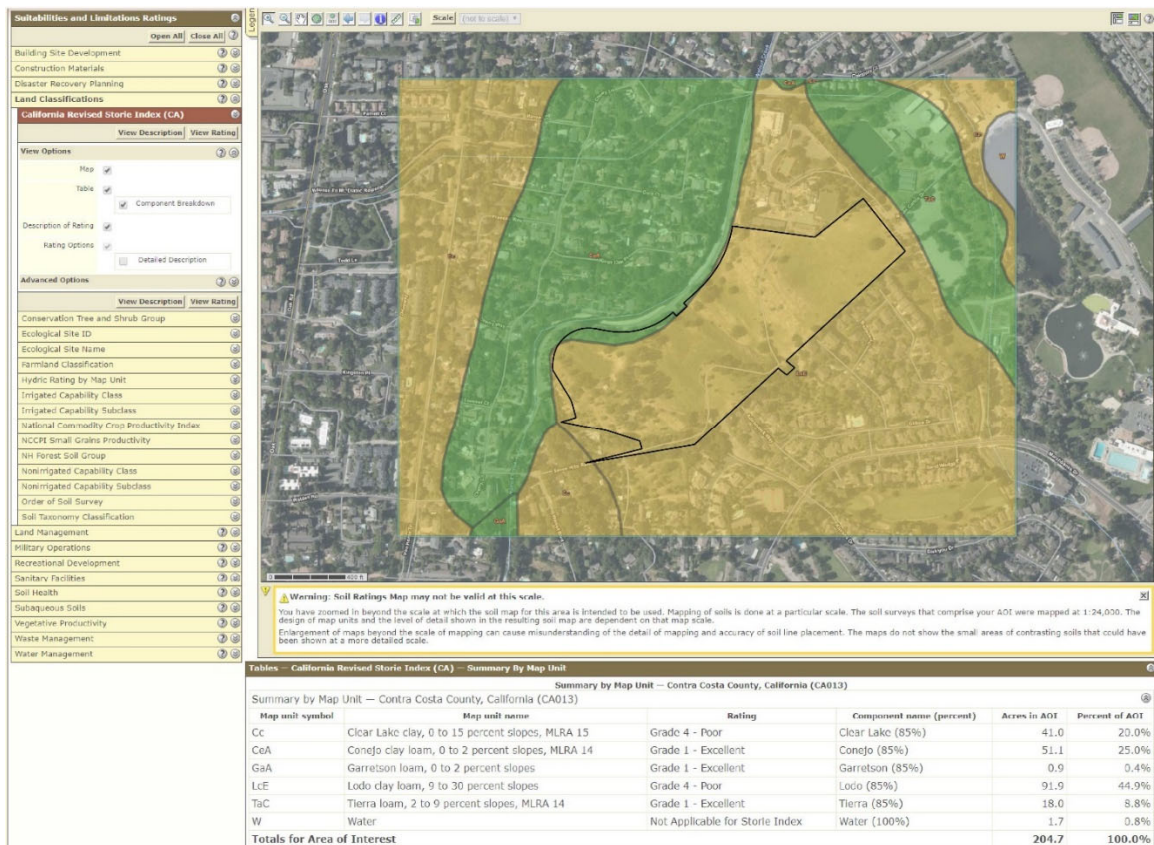 Suitabilities and Limitations Ratings
Open All Close All
Building Site Development
Construction Materials
Disaster Recovery Planning
Land Classifications
California Revised Storie Index (CA)
View Description View Rating
View Options
Map
Table
Component Breakdown
Description of Rating
Rating Options
Detailed Description
Advanced Options
View Description View Rating
Conservation Tree and Shrub Group
Ecological Site ID
Ecological Site Name
Farmland Classification
Hydric Rating by Map Unit
Irrigated Capability Class
Irrigated Capability Subclass
National Commodity Crop Productivity Index
NCCPI Small Grains Productivity
NH Forest Soil Group
Nonirrigated Capability Class
Nonirrigated Capability Subclass
Order of Soil Survey
Soil Taxonomy Classification
Land Management
Military Operations
Recreational Development
Sanitary Facilities
Soil Health
Subaqueous Soils
Vegetative Productivity
Waste Management
Water Management
Legend
Scale (not to scale)
W
Warning: Soil Ratings Map may not be valid at this scale.
You have zoomed in beyond the scale at which the soil map for this area is intended to be used. Mapping of soils is done at a particular scale. The soil surveys that comprise your AOI were mapped at 1:24,000. The
design of map units and the level of detail shown in the resulting soil map are dependent on that map scale.
Enlargement of maps beyond the scale of mapping can cause misunderstanding of the detail of mapping and accuracy of soil line placement. The maps do not show the small areas of contrasting soils that could have
been shown at a more detailed scale.
Tables — California Revised Storie Index (CA) — Summary By Map Unit
Summary by Map Unit — Contra Costa County, California (CA013)
Summary by Map Unit — Contra Costa County, California (CA013)
Map unit symbol Map unit name Rating Component name (percent) Acres in AOI Percent of AOI
Cc Clear Lake clay, 0 to 15 percent slopes, MLRA 15 Grade 4 - Poor Clear Lake (85%) 41.0 20.0%
CeA Conejo clay loam, 0 to 2 percent slopes, MLRA 14 Grade 1 - Excellent Conejo (85%) 51.1 25.0%
GaA Garretson loam, 0 to 2 percent slopes Grade 1 - Excellent Garretson (85%) 0.9 0.4%
LcE Lodo clay loam, 9 to 30 percent slopes Grade 4 - Poor Lodo (85%) 91.9 44.9%
TaC Tierra loam, 2 to 9 percent slopes, MLRA 14 Grade 1 - Excellent Tierra (85%) 18.0 8.8%
W Water Not Applicable for Storie Index Water (100%) 1.7 0.8%
Totals for Area of Interest 204.7 100.0%